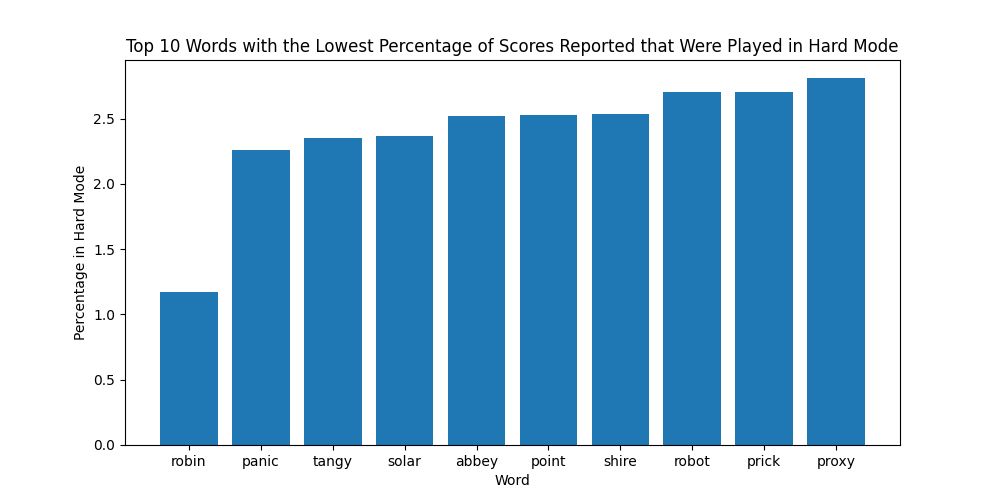 Top 10 Words with the Lowest Percentage of Scores Reported that Were Played in Hard Mode
Percentage in Hard Mode
2.5
2.0
1.5
1.0
0.5
0.0
robin panic tangy solar abbey point shire robot prick proxy
Word